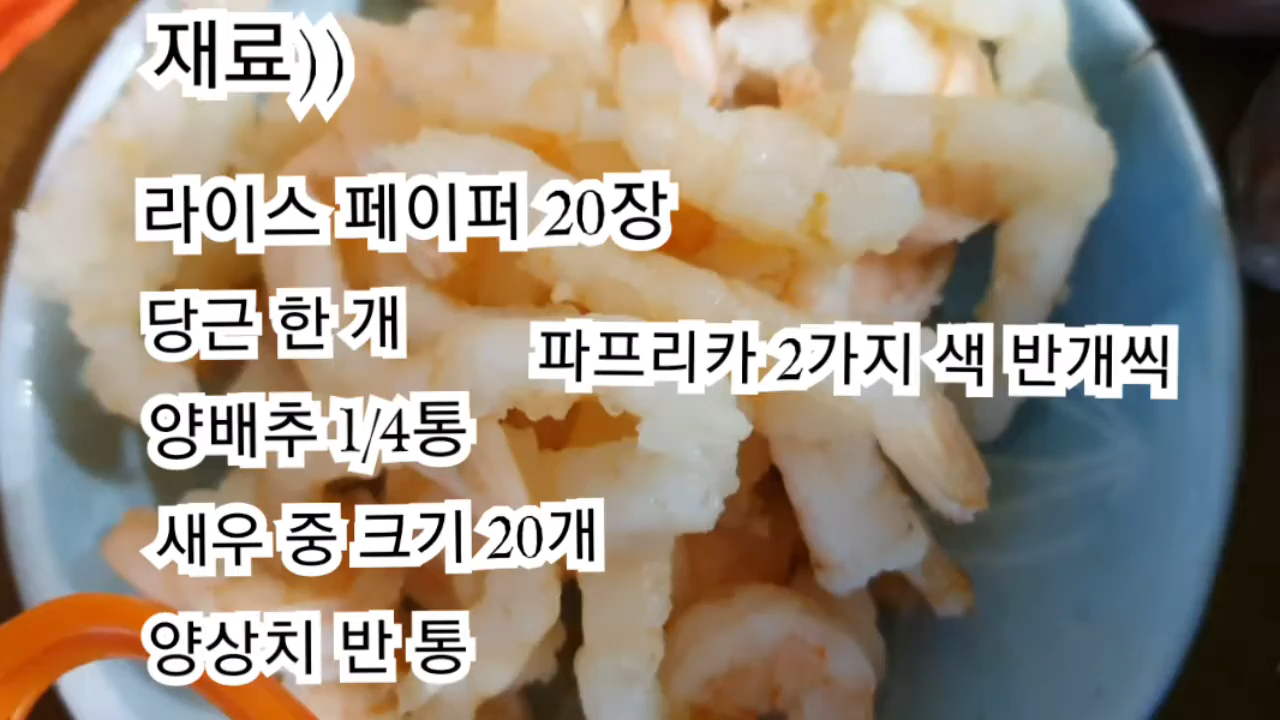 재료))
라이스 페이퍼 20장
당근 한 개
파프리카 2가지 색 반개씩
양배추 1/4통
새우 중 크기 20개
양상치 반 통